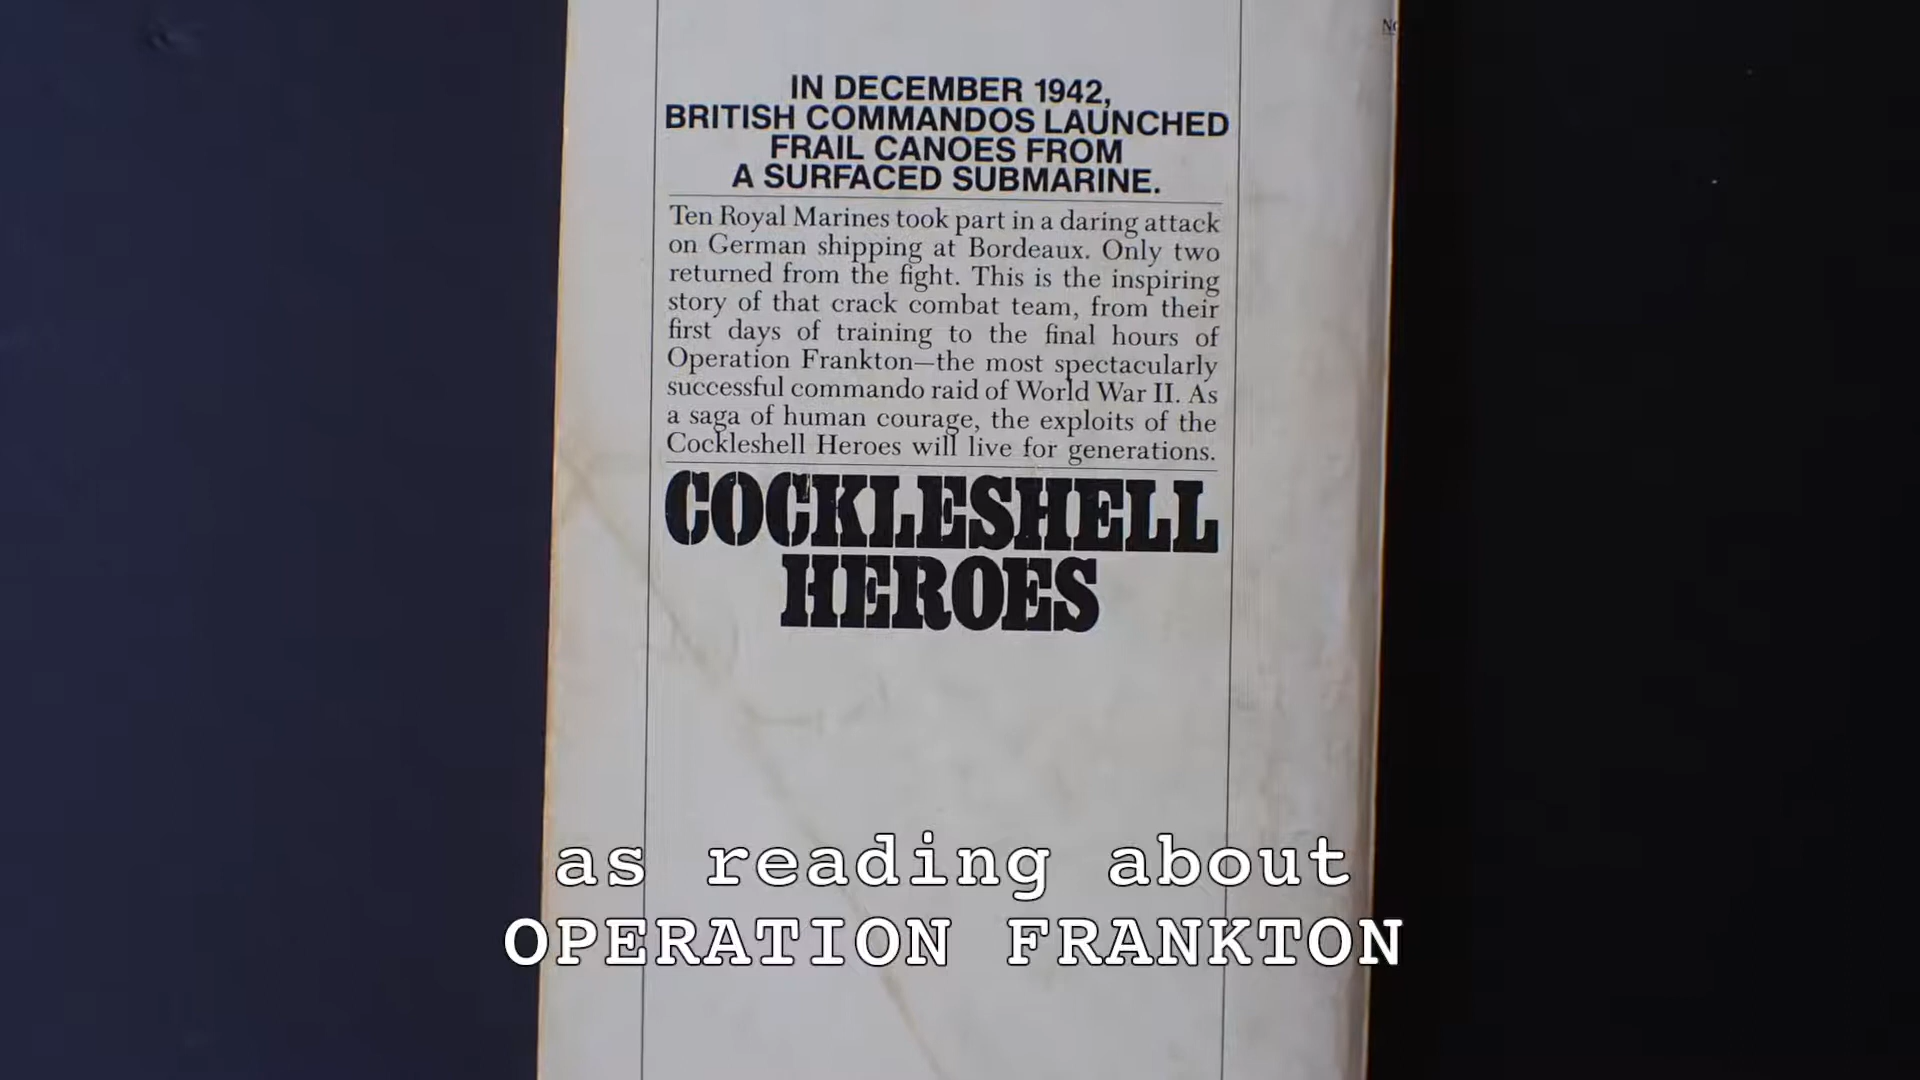 IN DECEMBER 1942,
BRITISH COMMANDOS LAUNCHED
FRAIL CANOES FROM
A SURFACED SUBMARINE.
Ten Royal Marines took part in a daring attack
on German shipping at Bordeaux. Only two
returned from the fight. This is the inspiring
story of that crack combat team, from their
first days of training to the final hours of
Operation Frankton—the most spectacularly
successful commando raid of World War II. As
a saga of human courage, the exploits of the
Cockleshell Heroes will live for generations.
COCKLESHELL
HEROES
as reading about
OPERATION FRANKTON